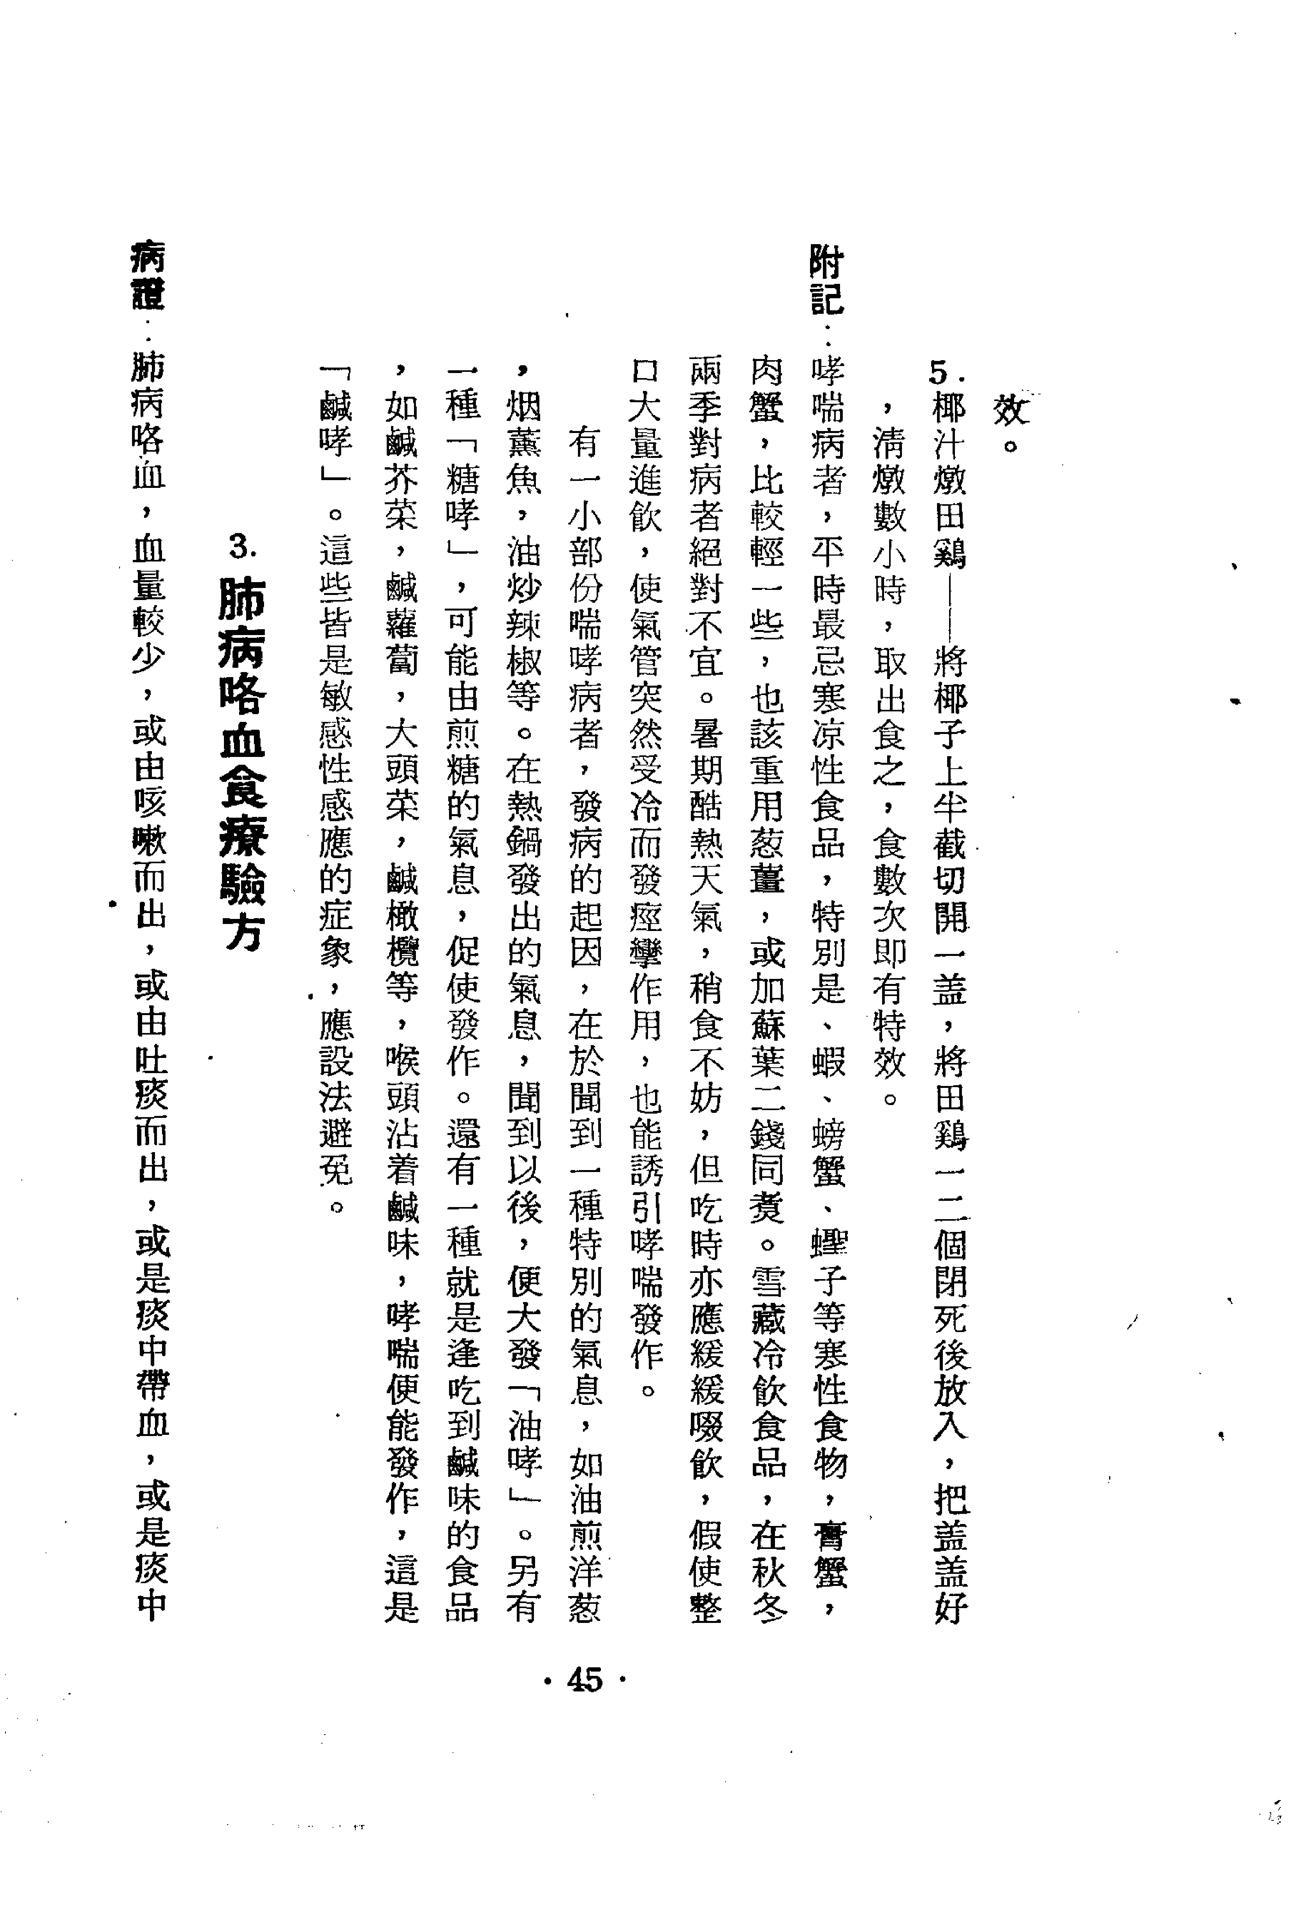 效。
5. 椰汁燉田鷄——將椰子上半截切開一盖，將田鷄一二個閉死後放入，把盖盖好
，淸燉數小時，取出食之，食數次即有特效。
附記：哮喘病者，平時最忌寒凉性食品，特別是、蝦、螃蟹、蟶子等寒性食物，膏蟹，
肉蟹，比較輕一些，也該重用葱薑，或加蘇葉二錢同煑。雪藏冷飲食品，在秋冬
兩季對病者絕對不宜。暑期酷熱天氣，稍食不妨，但吃時亦應緩緩啜飲，假使整
口大量進飲，使氣管突然受冷而發痙攣作用，也能誘引哮喘發作。
有一小部份喘哮病者，發病的起因，在於聞到一種特別的氣息，如油煎洋葱
，烟薰魚，油炒辣椒等。在熱鍋發出的氣息，聞到以後，便大發「油哮」。另有
一種「糖哮」，可能由煎糖的氣息，促使發作。還有一種就是逢吃到鹹味的食品
，如鹹芥菜，鹹蘿蔔，大頭菜，鹹橄欖等，喉頭沾着鹹味，哮喘便能發作，這是
「鹹哮」。這些皆是敏感性感應的症象，應設法避免。
3. 肺病咯血食療驗方
病證：肺病咯血，血量較少，或由咳嗽而出，或由吐痰而出，或是痰中帶血，或是痰中
· 45 ·